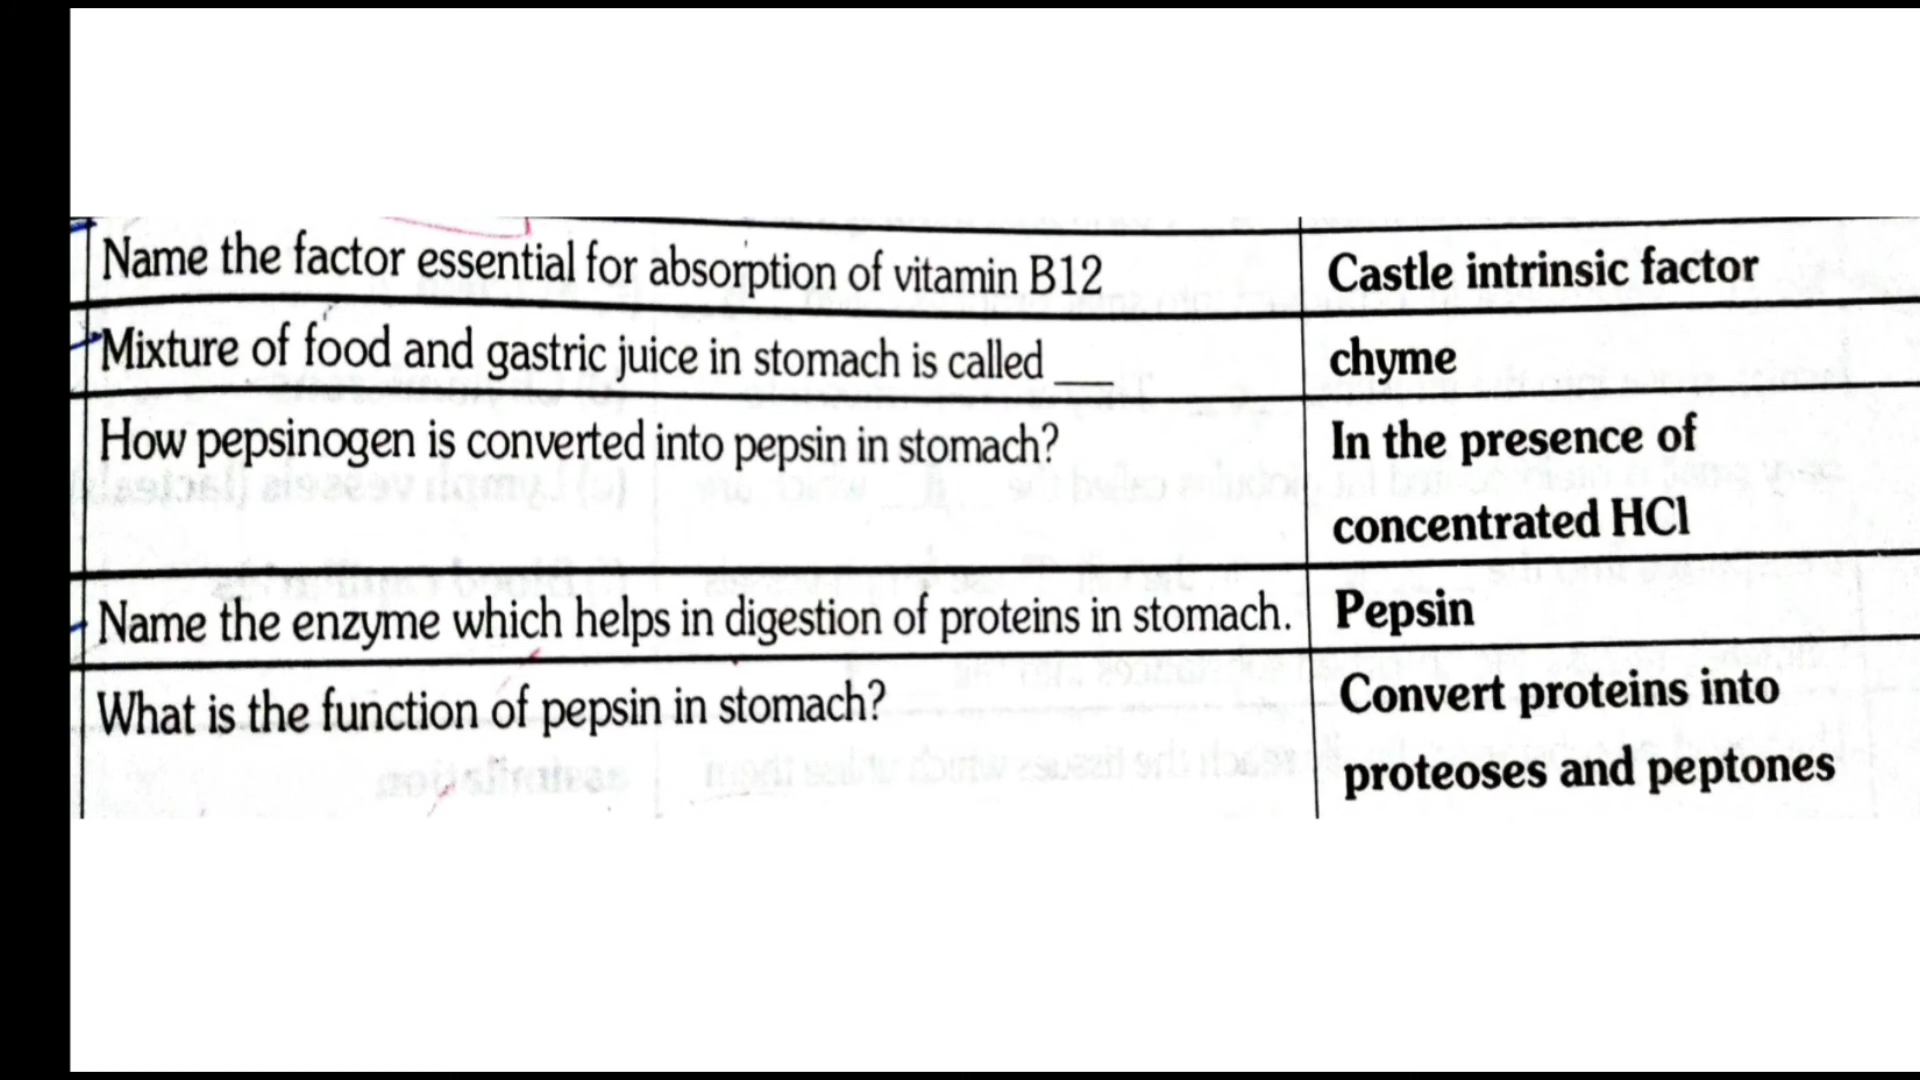 Name the factor essential for absorption of vitamin B12
Castle intrinsic factor
Mixture of food and gastric juice in stomach is called ___
chyme
How pepsinogen is converted into pepsin in stomach?
In the presence of
concentrated HCl
Name the enzyme which helps in digestion of proteins in stomach.
Pepsin
What is the function of pepsin in stomach?
Convert proteins into
proteoses and peptones